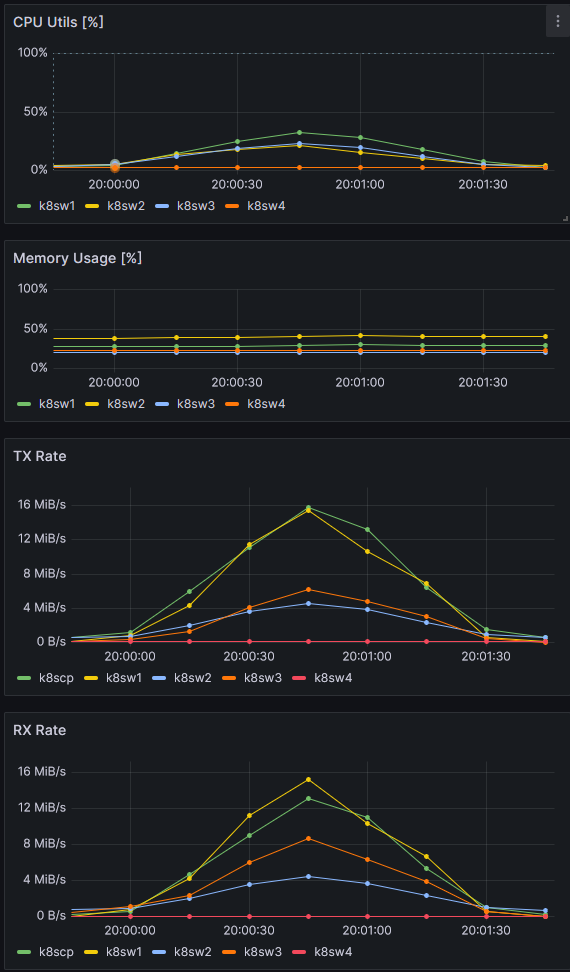 CPU Utils [%]
100%
50%
0%
20:00:00 20:00:30 20:01:00 20:01:30
k8sw1 k8sw2 k8sw3 k8sw4
Memory Usage [%]
100%
50%
0%
20:00:00 20:00:30 20:01:00 20:01:30
k8sw1 k8sw2 k8sw3 k8sw4
TX Rate
16 MiB/s
12 MiB/s
8 MiB/s
4 MiB/s
0 B/s
20:00:00 20:00:30 20:01:00 20:01:30
k8scp k8sw1 k8sw2 k8sw3 k8sw4
RX Rate
16 MiB/s
12 MiB/s
8 MiB/s
4 MiB/s
0 B/s
20:00:00 20:00:30 20:01:00 20:01:30
k8scp k8sw1 k8sw2 k8sw3 k8sw4